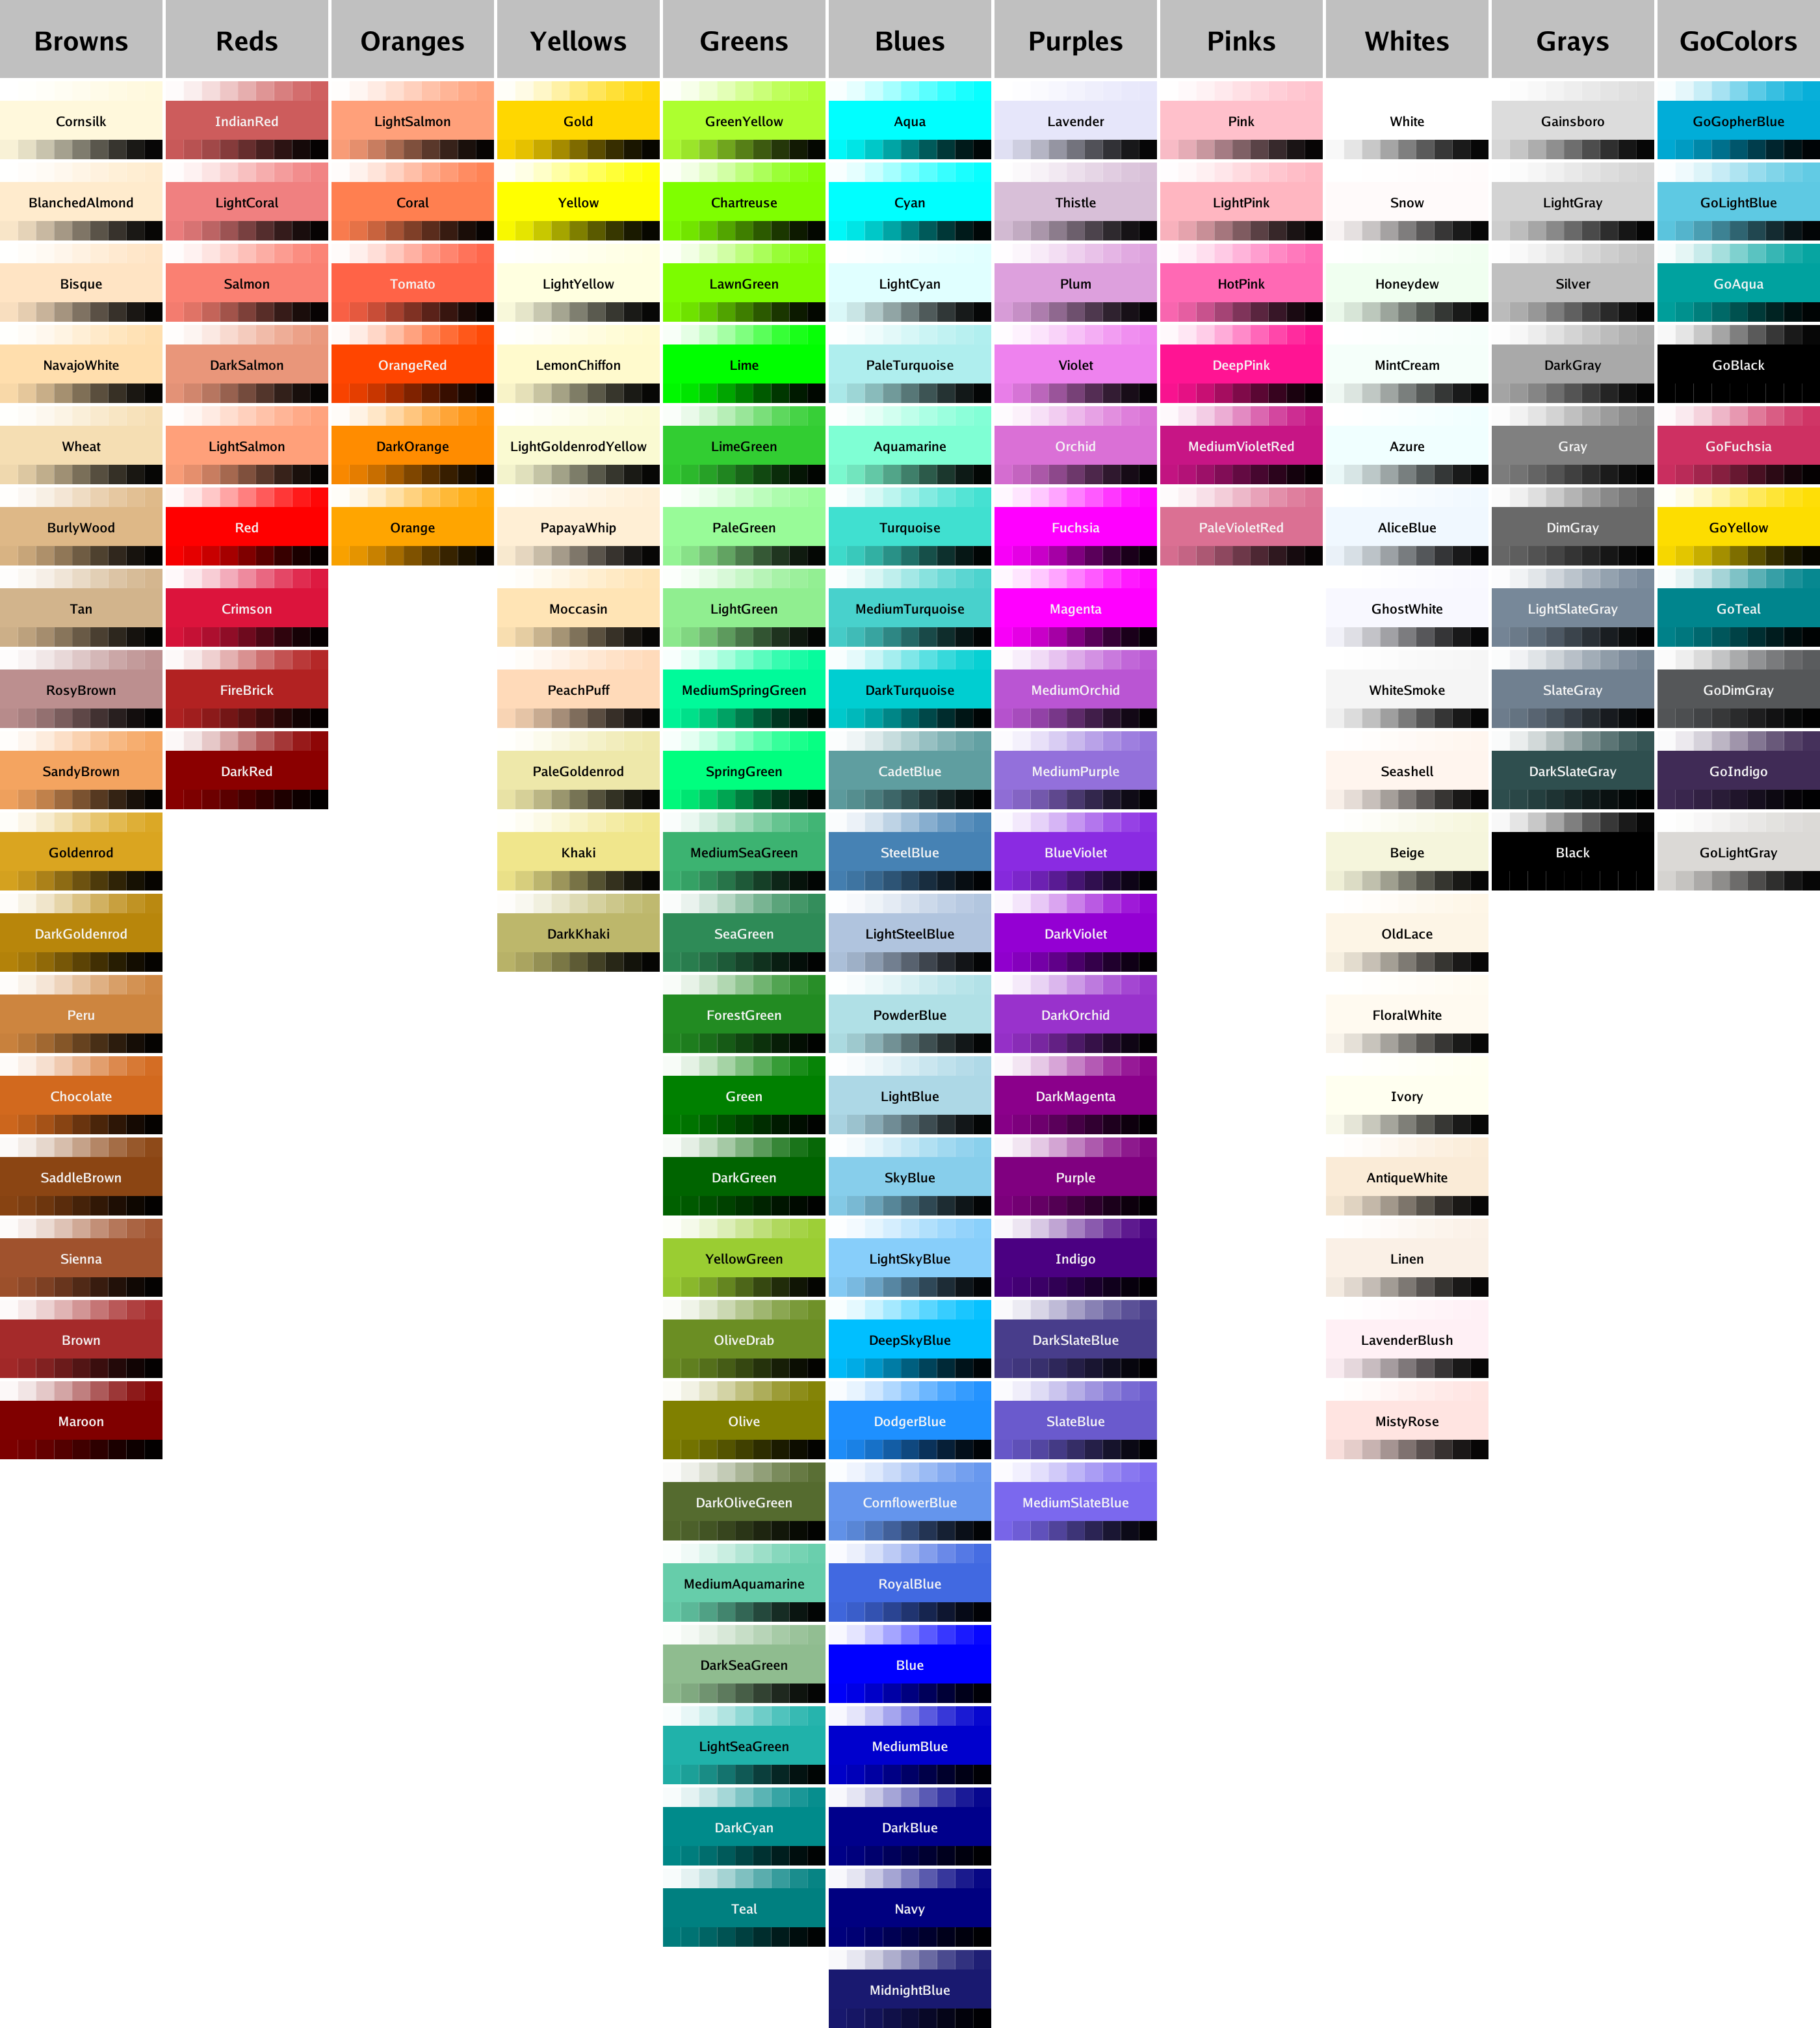 Browns Reds Oranges Yellows Greens Blues Purples Pinks Whites Grays GoColors
Cornsilk IndianRed LightSalmon Gold GreenYellow Aqua Lavender Pink White Gainsboro GoGopherBlue
BlanchedAlmond LightCoral Coral Yellow Chartreuse Cyan Thistle LightPink Snow LightGray GoLightBlue
Bisque Salmon Tomato LightYellow LawnGreen LightCyan Plum HotPink Honeydew Silver GoAqua
NavajoWhite DarkSalmon OrangeRed LemonChiffon Lime PaleTurquoise Violet DeepPink MintCream DarkGray GoBlack
Wheat LightSalmon DarkOrange LightGoldenrodYellow LimeGreen Aquamarine Orchid MediumVioletRed Azure Gray GoFuchsia
BurlyWood Red Orange PapayaWhip PaleGreen Turquoise Fuchsia PaleVioletRed AliceBlue DimGray GoYellow
Tan Crimson Moccasin LightGreen MediumTurquoise Magenta GhostWhite LightSlateGray GoTeal
RosyBrown FireBrick PeachPuff MediumSpringGreen DarkTurquoise MediumOrchid WhiteSmoke SlateGray GoDimGray
SandyBrown DarkRed PaleGoldenrod SpringGreen CadetBlue MediumPurple Seashell DarkSlateGray GoIndigo
Goldenrod Khaki MediumSeaGreen SteelBlue BlueViolet Beige Black GoLightGray
DarkGoldenrod DarkKhaki SeaGreen LightSteelBlue DarkViolet OldLace
Peru ForestGreen PowderBlue DarkOrchid FloralWhite
Chocolate Green LightBlue DarkMagenta Ivory
SaddleBrown DarkGreen SkyBlue Purple AntiqueWhite
Sienna YellowGreen LightSkyBlue Indigo Linen
Brown OliveDrab DeepSkyBlue DarkSlateBlue LavenderBlush
Maroon Olive DodgerBlue SlateBlue MistyRose
DarkOliveGreen CornflowerBlue MediumSlateBlue
MediumAquamarine RoyalBlue
DarkSeaGreen Blue
LightSeaGreen MediumBlue
DarkCyan DarkBlue
Teal Navy
MidnightBlue